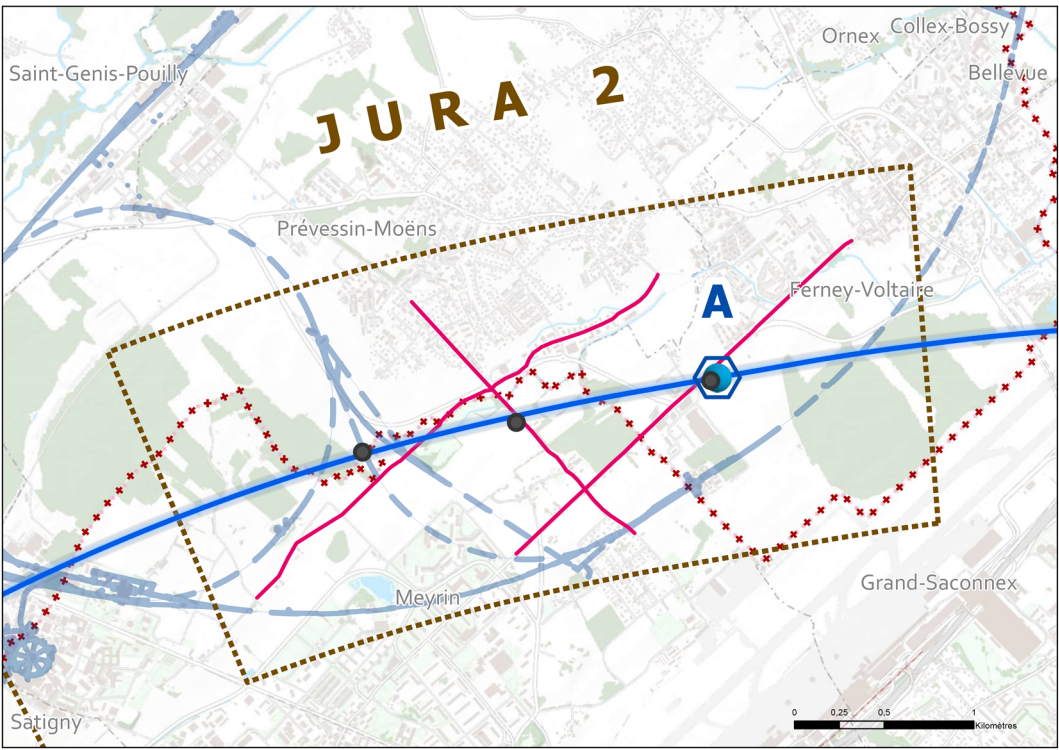 Ornex
Collex-Bossy
Saint-Genis-Pouilly
Bellevue
JURA 2
Prévessin-Moëns
Ferney-Voltaire
A
Meyrin
Grand-Saconnex
Satigny
0 0,25 0,5 1
Kilomètres